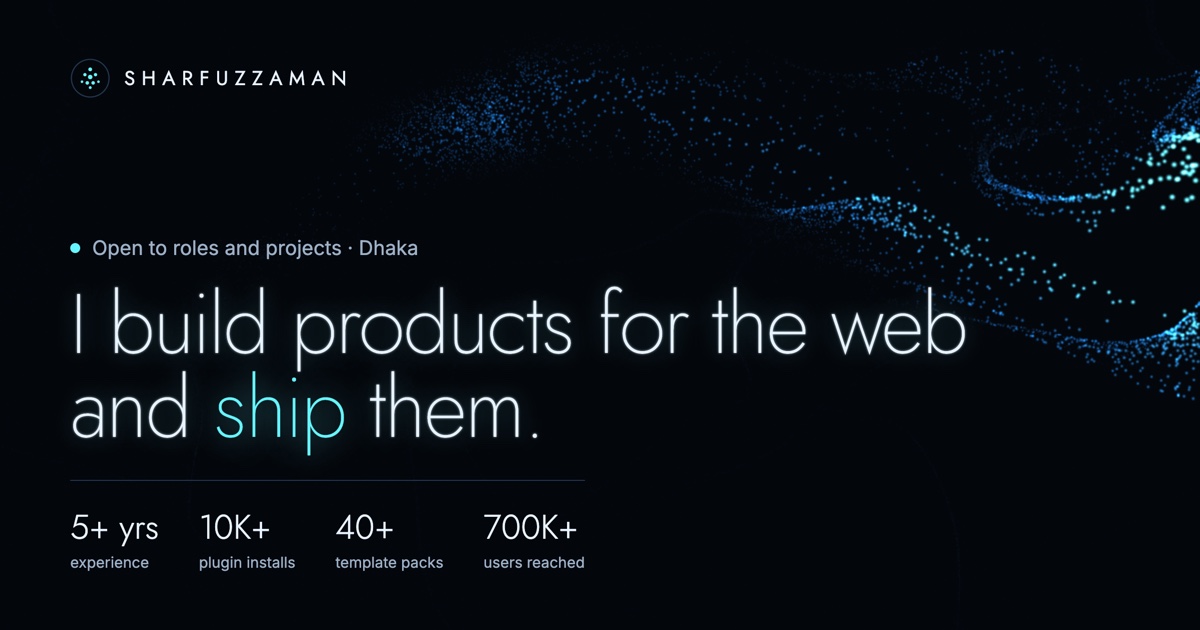 SHARFUZZAMAN
Open to roles and projects · Dhaka
I build products for the web
and ship them.
5+ yrs
experience
10K+
plugin installs
40+
template packs
700K+
users reached